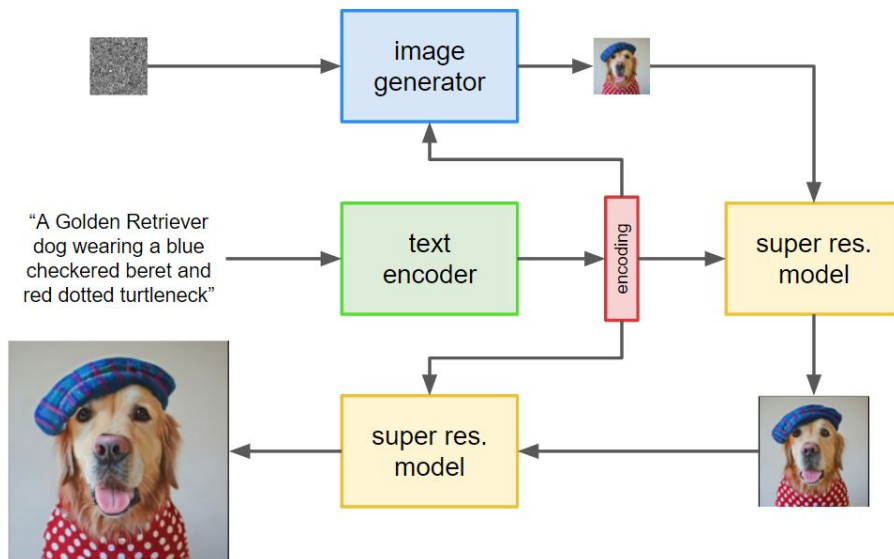 image
generator
“A Golden Retriever
dog wearing a blue
checkered beret and
red dotted turtleneck”
text
encoder
encoding
super res.
model
super res.
model